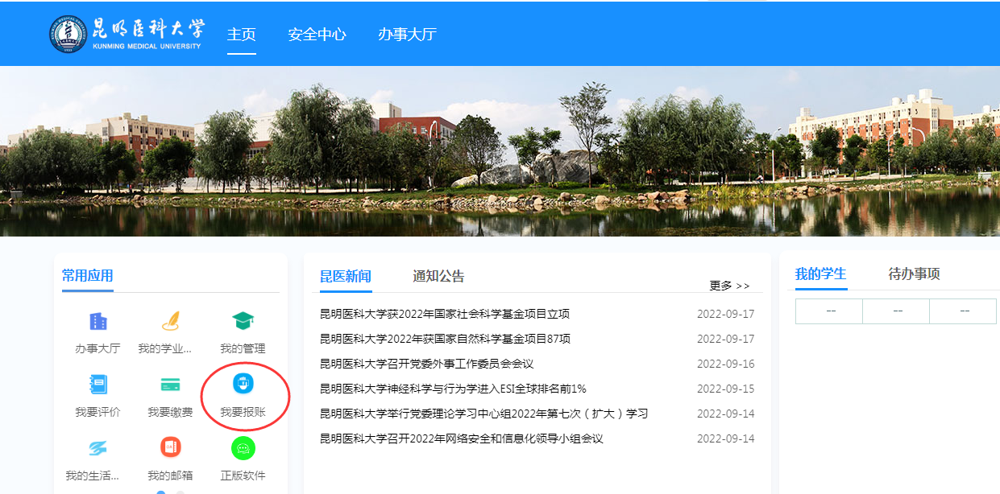 昆明医科大学
KUNMING MEDICAL UNIVERSITY
主页 安全中心 办事大厅
常用应用
办事大厅 我的学业... 我的管理
我要评价 我要缴费 我要报账
我的生活... 我的邮箱 正版软件
昆医新闻 通知公告
更多 >>
昆明医科大学获2022年国家社会科学基金项目立项 2022-09-17
昆明医科大学2022年获国家自然科学基金项目87项 2022-09-17
昆明医科大学召开党委外事工作委员会会议 2022-09-16
昆明医科大学神经科学与行为学进入ESI全球排名前1% 2022-09-15
昆明医科大学举行党委理论学习中心组2022年第七次（扩大）学习 2022-09-14
昆明医科大学召开2022年网络安全和信息化领导小组会议 2022-09-14
我的学生 待办事项
-- -- --